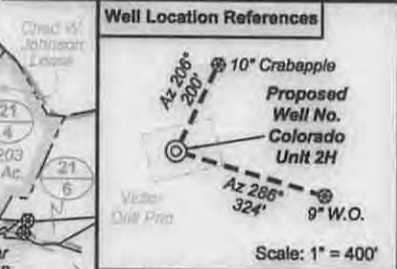 Well Location References
Chad W.
Johnson
Lease
21
4
203
Ac.
21
6
Az 206°
200'
10" Crabapple
Proposed
Well No.
Colorado
Unit 2H
Az 286°
324'
9" W.O.
Drill Pad
Scale: 1" = 400'